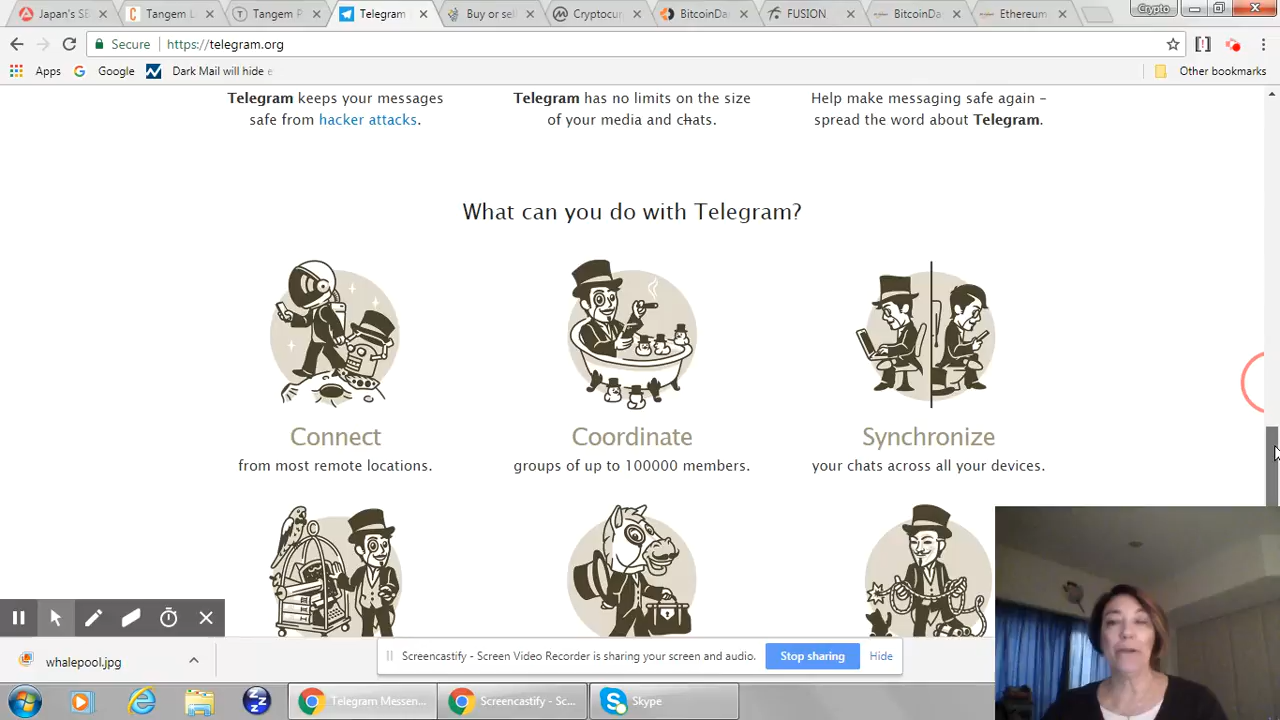 Japan's SB
Tangem L
Tangem P
Telegram
Buy or sel
Cryptocur
BitcoinDa
FUSION
BitcoinDa
Ethereum
Crypto
Secure
https://telegram.org
Apps
Google
Dark Mail will hide e
Other bookmarks
Telegram keeps your messages
safe from hacker attacks.
Telegram has no limits on the size
of your media and chats.
Help make messaging safe again –
spread the word about Telegram.
What can you do with Telegram?
Connect
from most remote locations.
Coordinate
groups of up to 100000 members.
Synchronize
your chats across all your devices.
whalepool.jpg
Screencastify - Screen Video Recorder is sharing your screen and audio.
Stop sharing
Hide
Telegram Messen...
Screencastify - Sc...
Skype